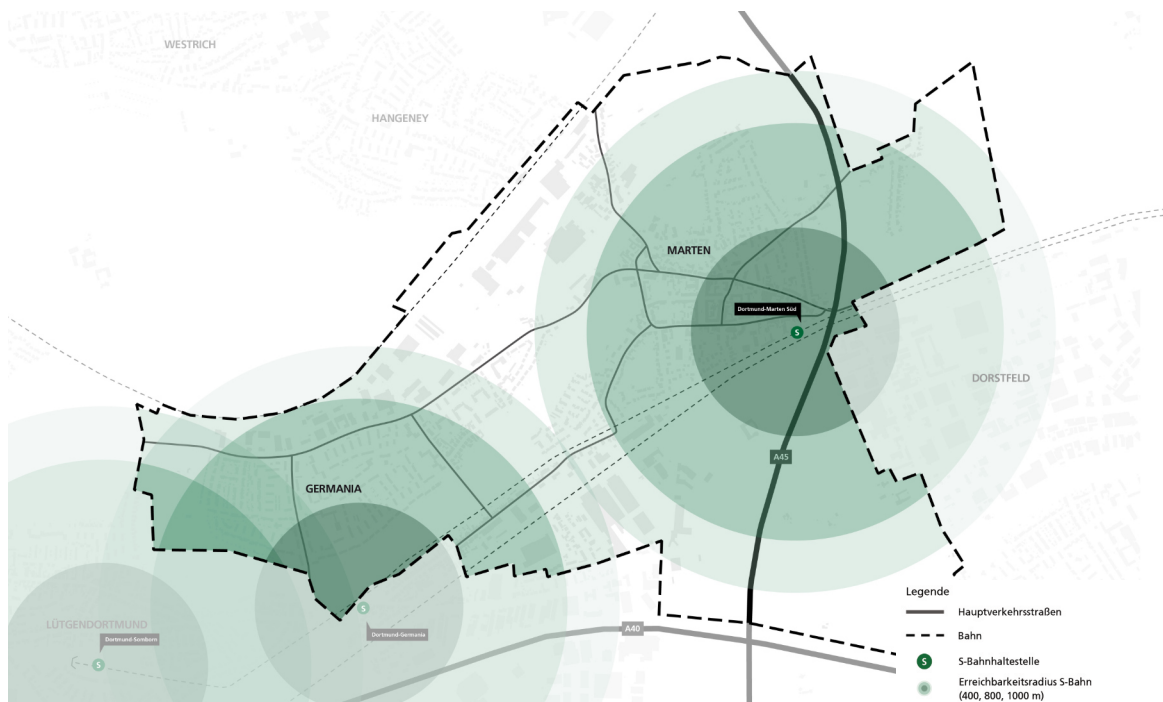 WESTRICH
HANGENEY
MARTEN
Dortmund-Marten Süd
S
DORSTFELD
A45
GERMANIA
S
Dortmund-Germania
LÜTGENDORTMUND
Dortmund-Somborn
S
A40
Legende
Hauptverkehrsstraßen
Bahn
S
S-Bahnhaltestelle
Erreichbarkeitsradius S-Bahn
(400, 800, 1000 m)